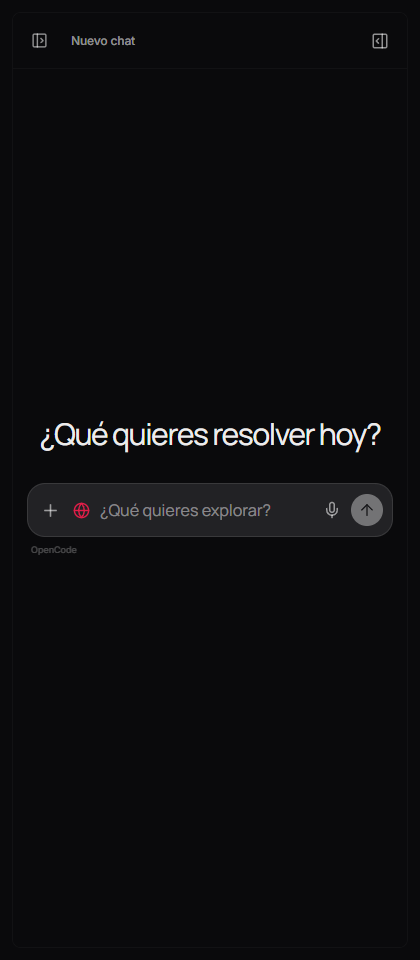 Nuevo chat
¿Qué quieres resolver hoy?
¿Qué quieres explorar?
OpenCode